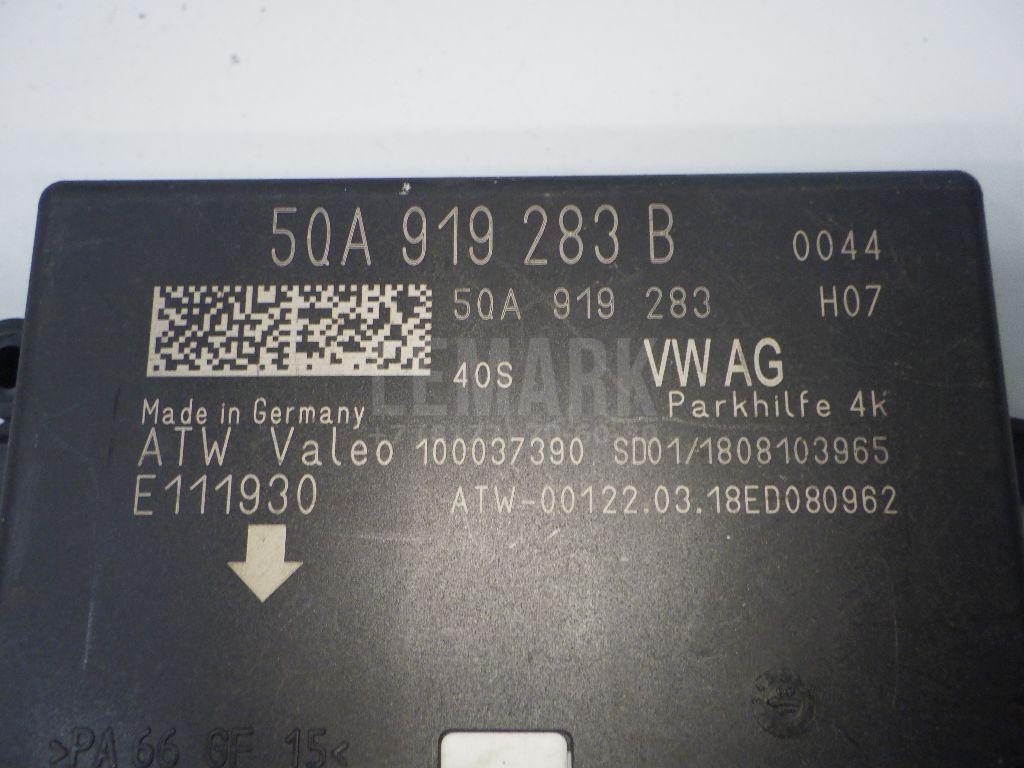 5QA 919 283 B 0044
5QA 919 283 H07
40S VW AG
Made in Germany Parkhilfe 4k
ATW Valeo 100037390 SD01/1808103965
E111930 ATW-00122.03.18ED080962
LEMARK
>PA 66 GF 15<